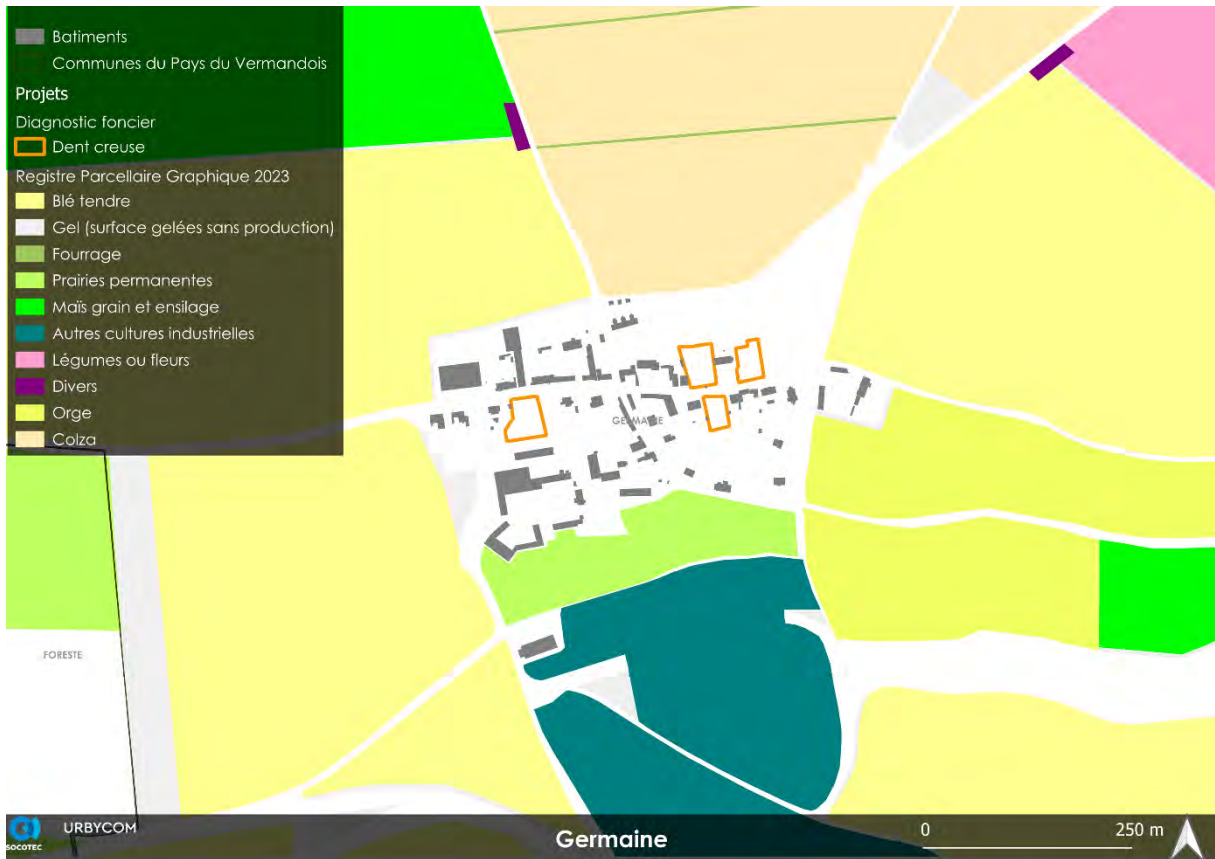 Batiments
Communes du Pays du Vermandois
Projets
Diagnostic foncier
Dent creuse
Registre Parcellaire Graphique 2023
Blé tendre
Gel (surface gelées sans production)
Fourrage
Prairies permanentes
Maïs grain et ensilage
Autres cultures industrielles
Légumes ou fleurs
Divers
Orge
Colza
GERMAINE
FORESTE
SOCOTEC
URBYCOM
Germaine
0
250 m